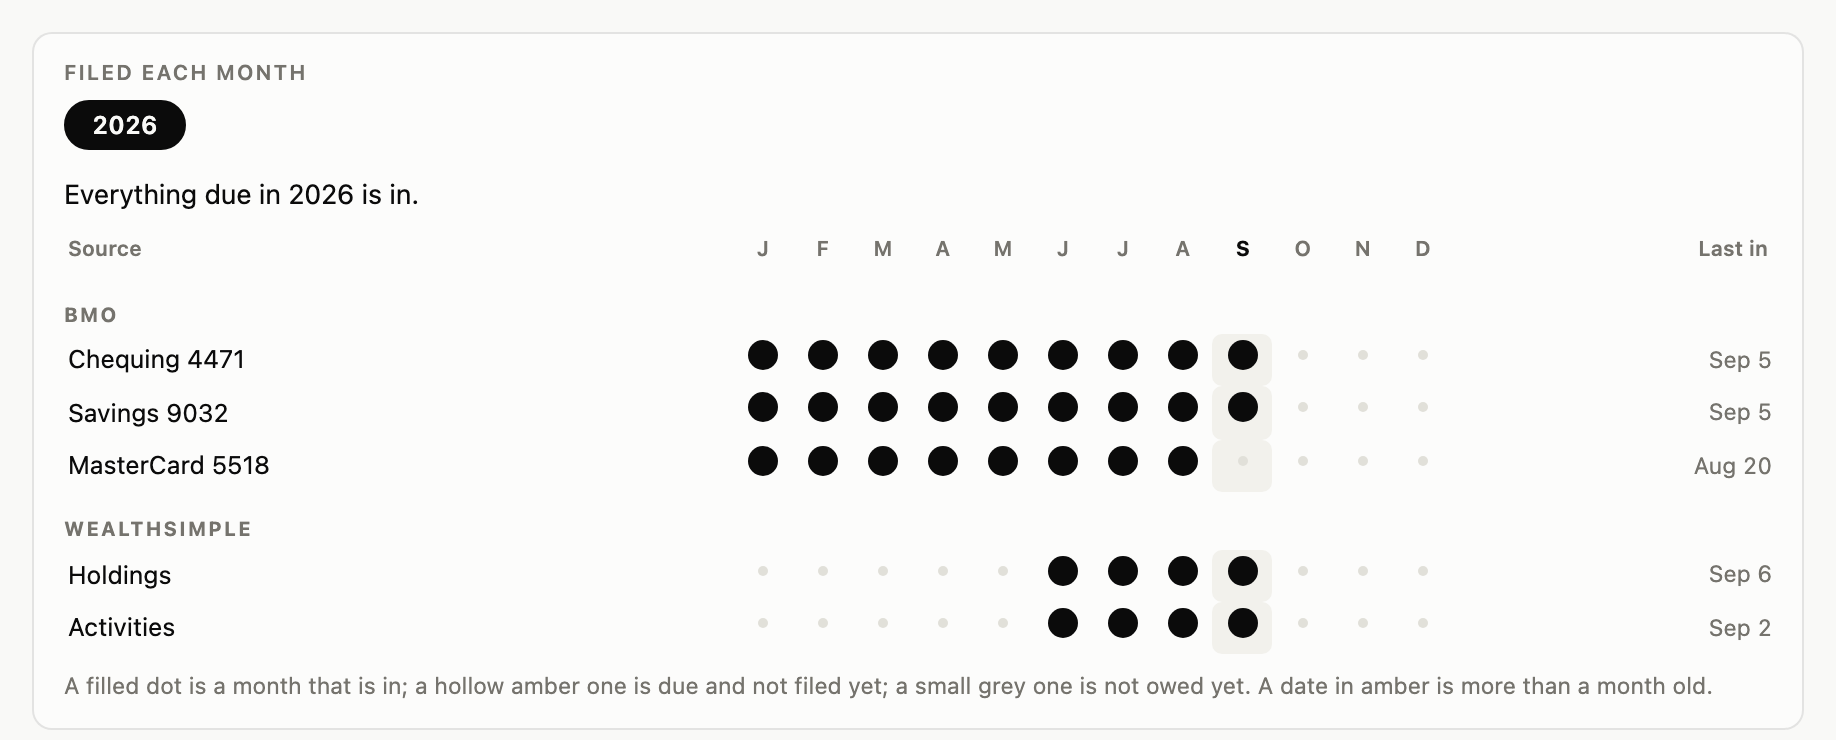 FILED EACH MONTH
2026
Everything due in 2026 is in.
Source J F M A M J J A S O N D Last in
BMO
Chequing 4471 Sep 5
Savings 9032 Sep 5
MasterCard 5518 Aug 20
WEALTHSIMPLE
Holdings Sep 6
Activities Sep 2
A filled dot is a month that is in; a hollow amber one is due and not filed yet; a small grey one is not owed yet. A date in amber is more than a month old.